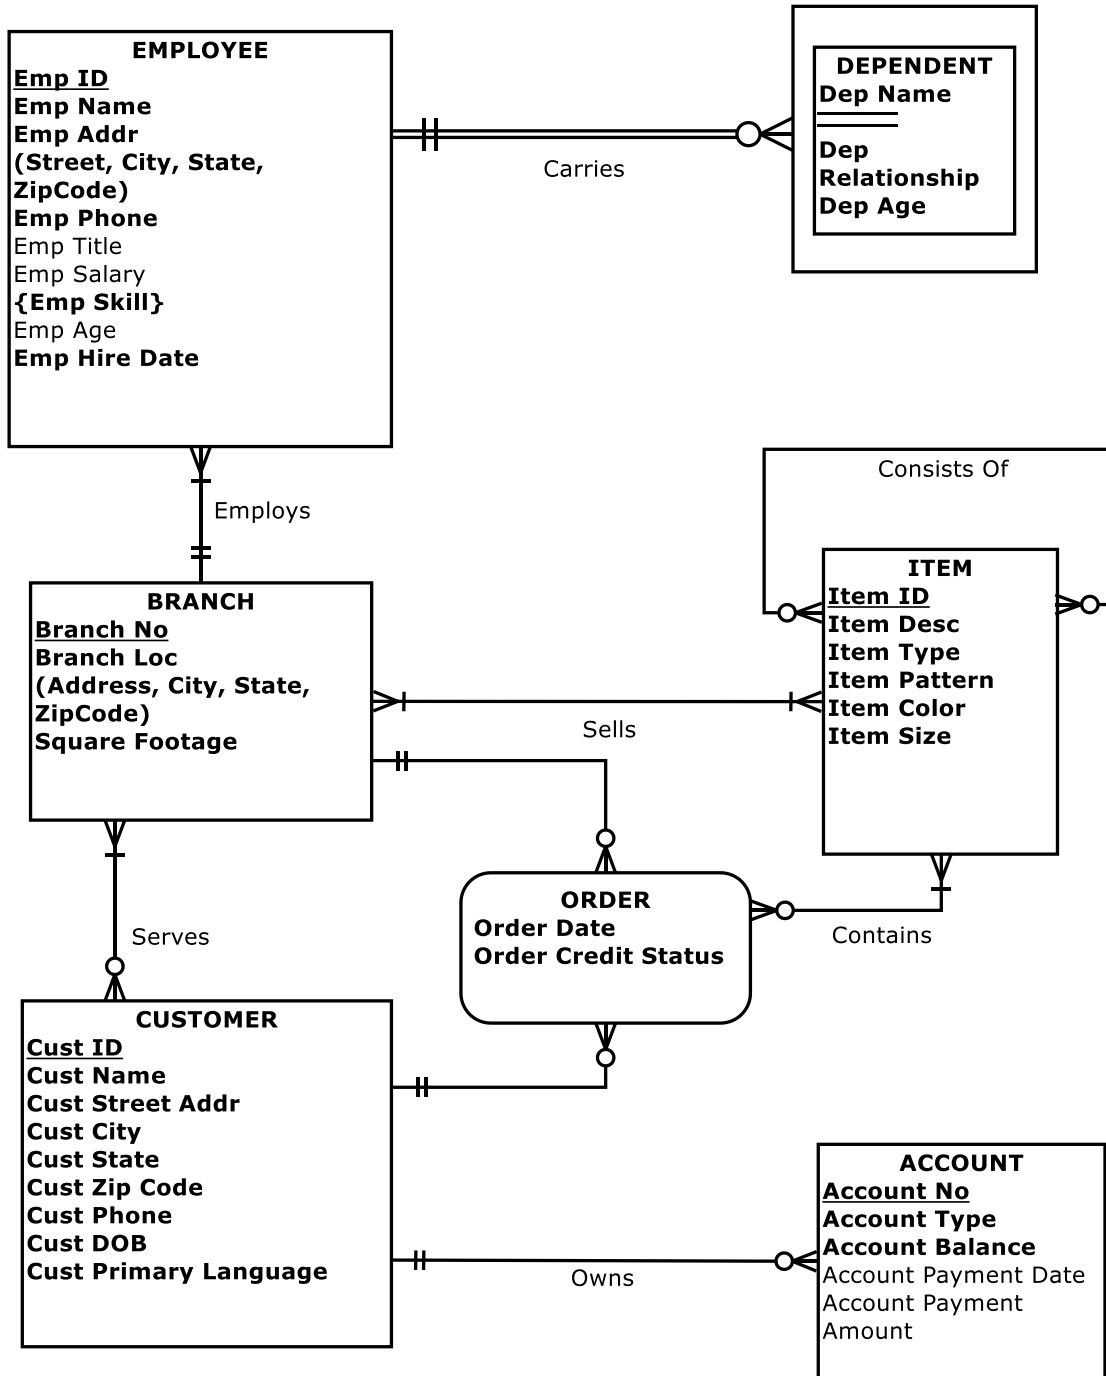 EMPLOYEE
Emp ID
Emp Name
Emp Addr
(Street, City, State,
ZipCode)
Emp Phone
Emp Title
Emp Salary
{Emp Skill}
Emp Age
Emp Hire Date
Carries
DEPENDENT
Dep Name
Dep
Relationship
Dep Age
Employs
Consists Of
BRANCH
Branch No
Branch Loc
(Address, City, State,
ZipCode)
Square Footage
Sells
ITEM
Item ID
Item Desc
Item Type
Item Pattern
Item Color
Item Size
Serves
ORDER
Order Date
Order Credit Status
Contains
CUSTOMER
Cust ID
Cust Name
Cust Street Addr
Cust City
Cust State
Cust Zip Code
Cust Phone
Cust DOB
Cust Primary Language
Owns
ACCOUNT
Account No
Account Type
Account Balance
Account Payment Date
Account Payment
Amount